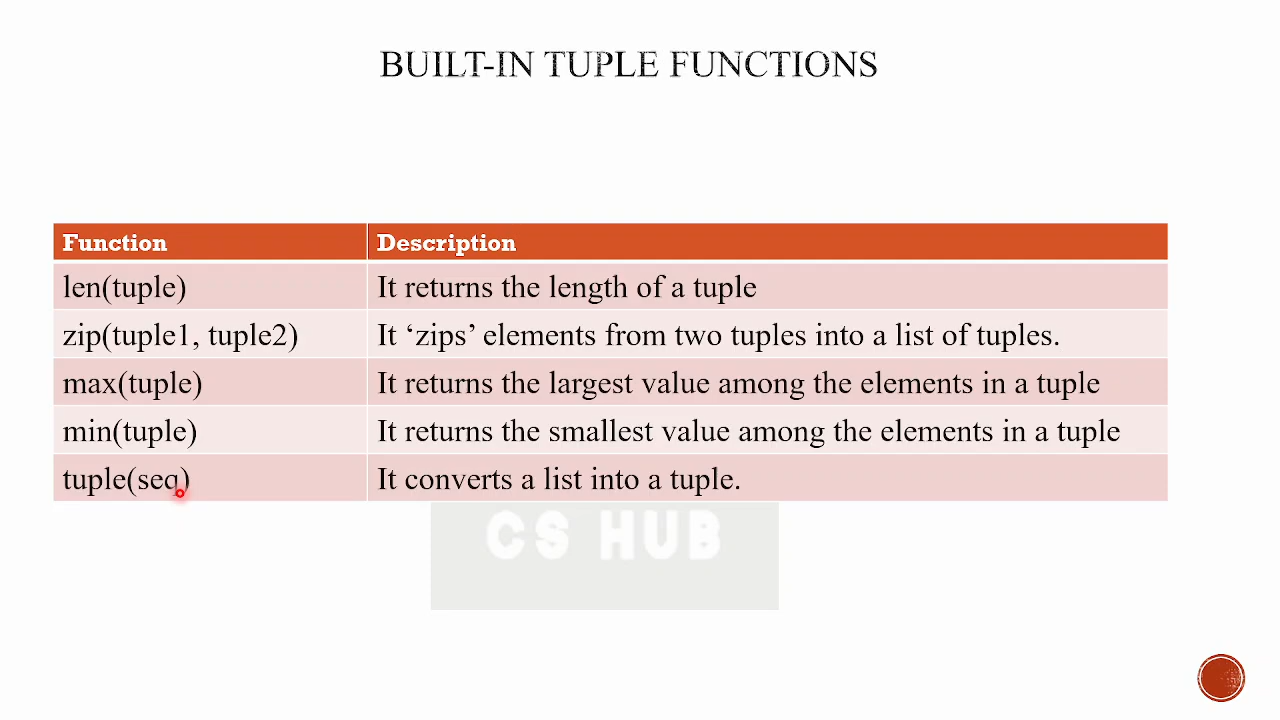 BUILT-IN TUPLE FUNCTIONS
Function Description
len(tuple) It returns the length of a tuple
zip(tuple1, tuple2) It ‘zips’ elements from two tuples into a list of tuples.
max(tuple) It returns the largest value among the elements in a tuple
min(tuple) It returns the smallest value among the elements in a tuple
tuple(seq) It converts a list into a tuple.
CS HUB